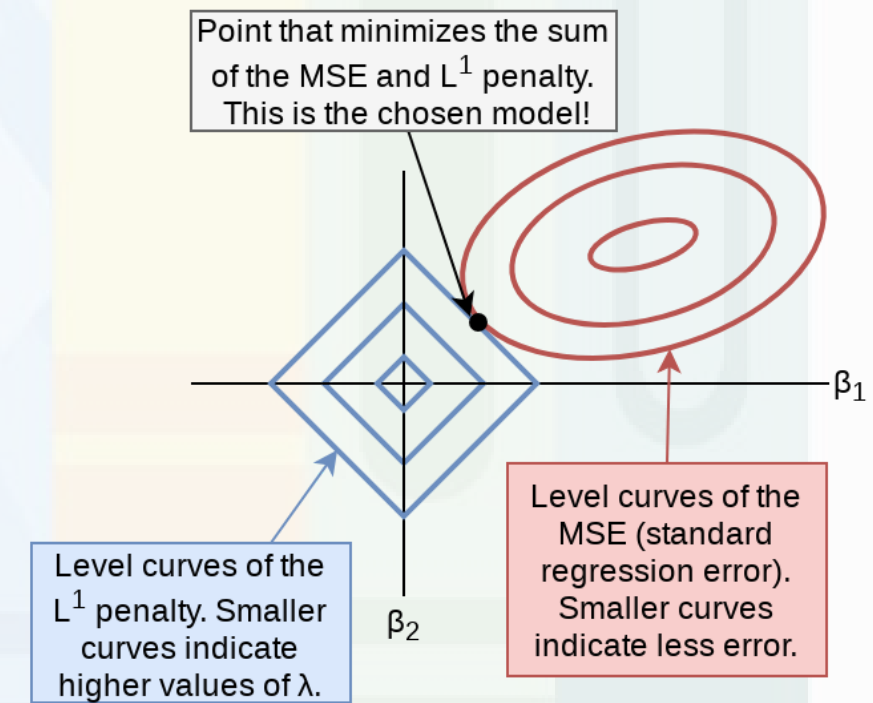 Point that minimizes the sum
of the MSE and L¹ penalty.
This is the chosen model!
β₁
Level curves of the
MSE (standard
regression error).
Smaller curves
indicate less error.
Level curves of the
L¹ penalty. Smaller
curves indicate
higher values of λ.
β₂